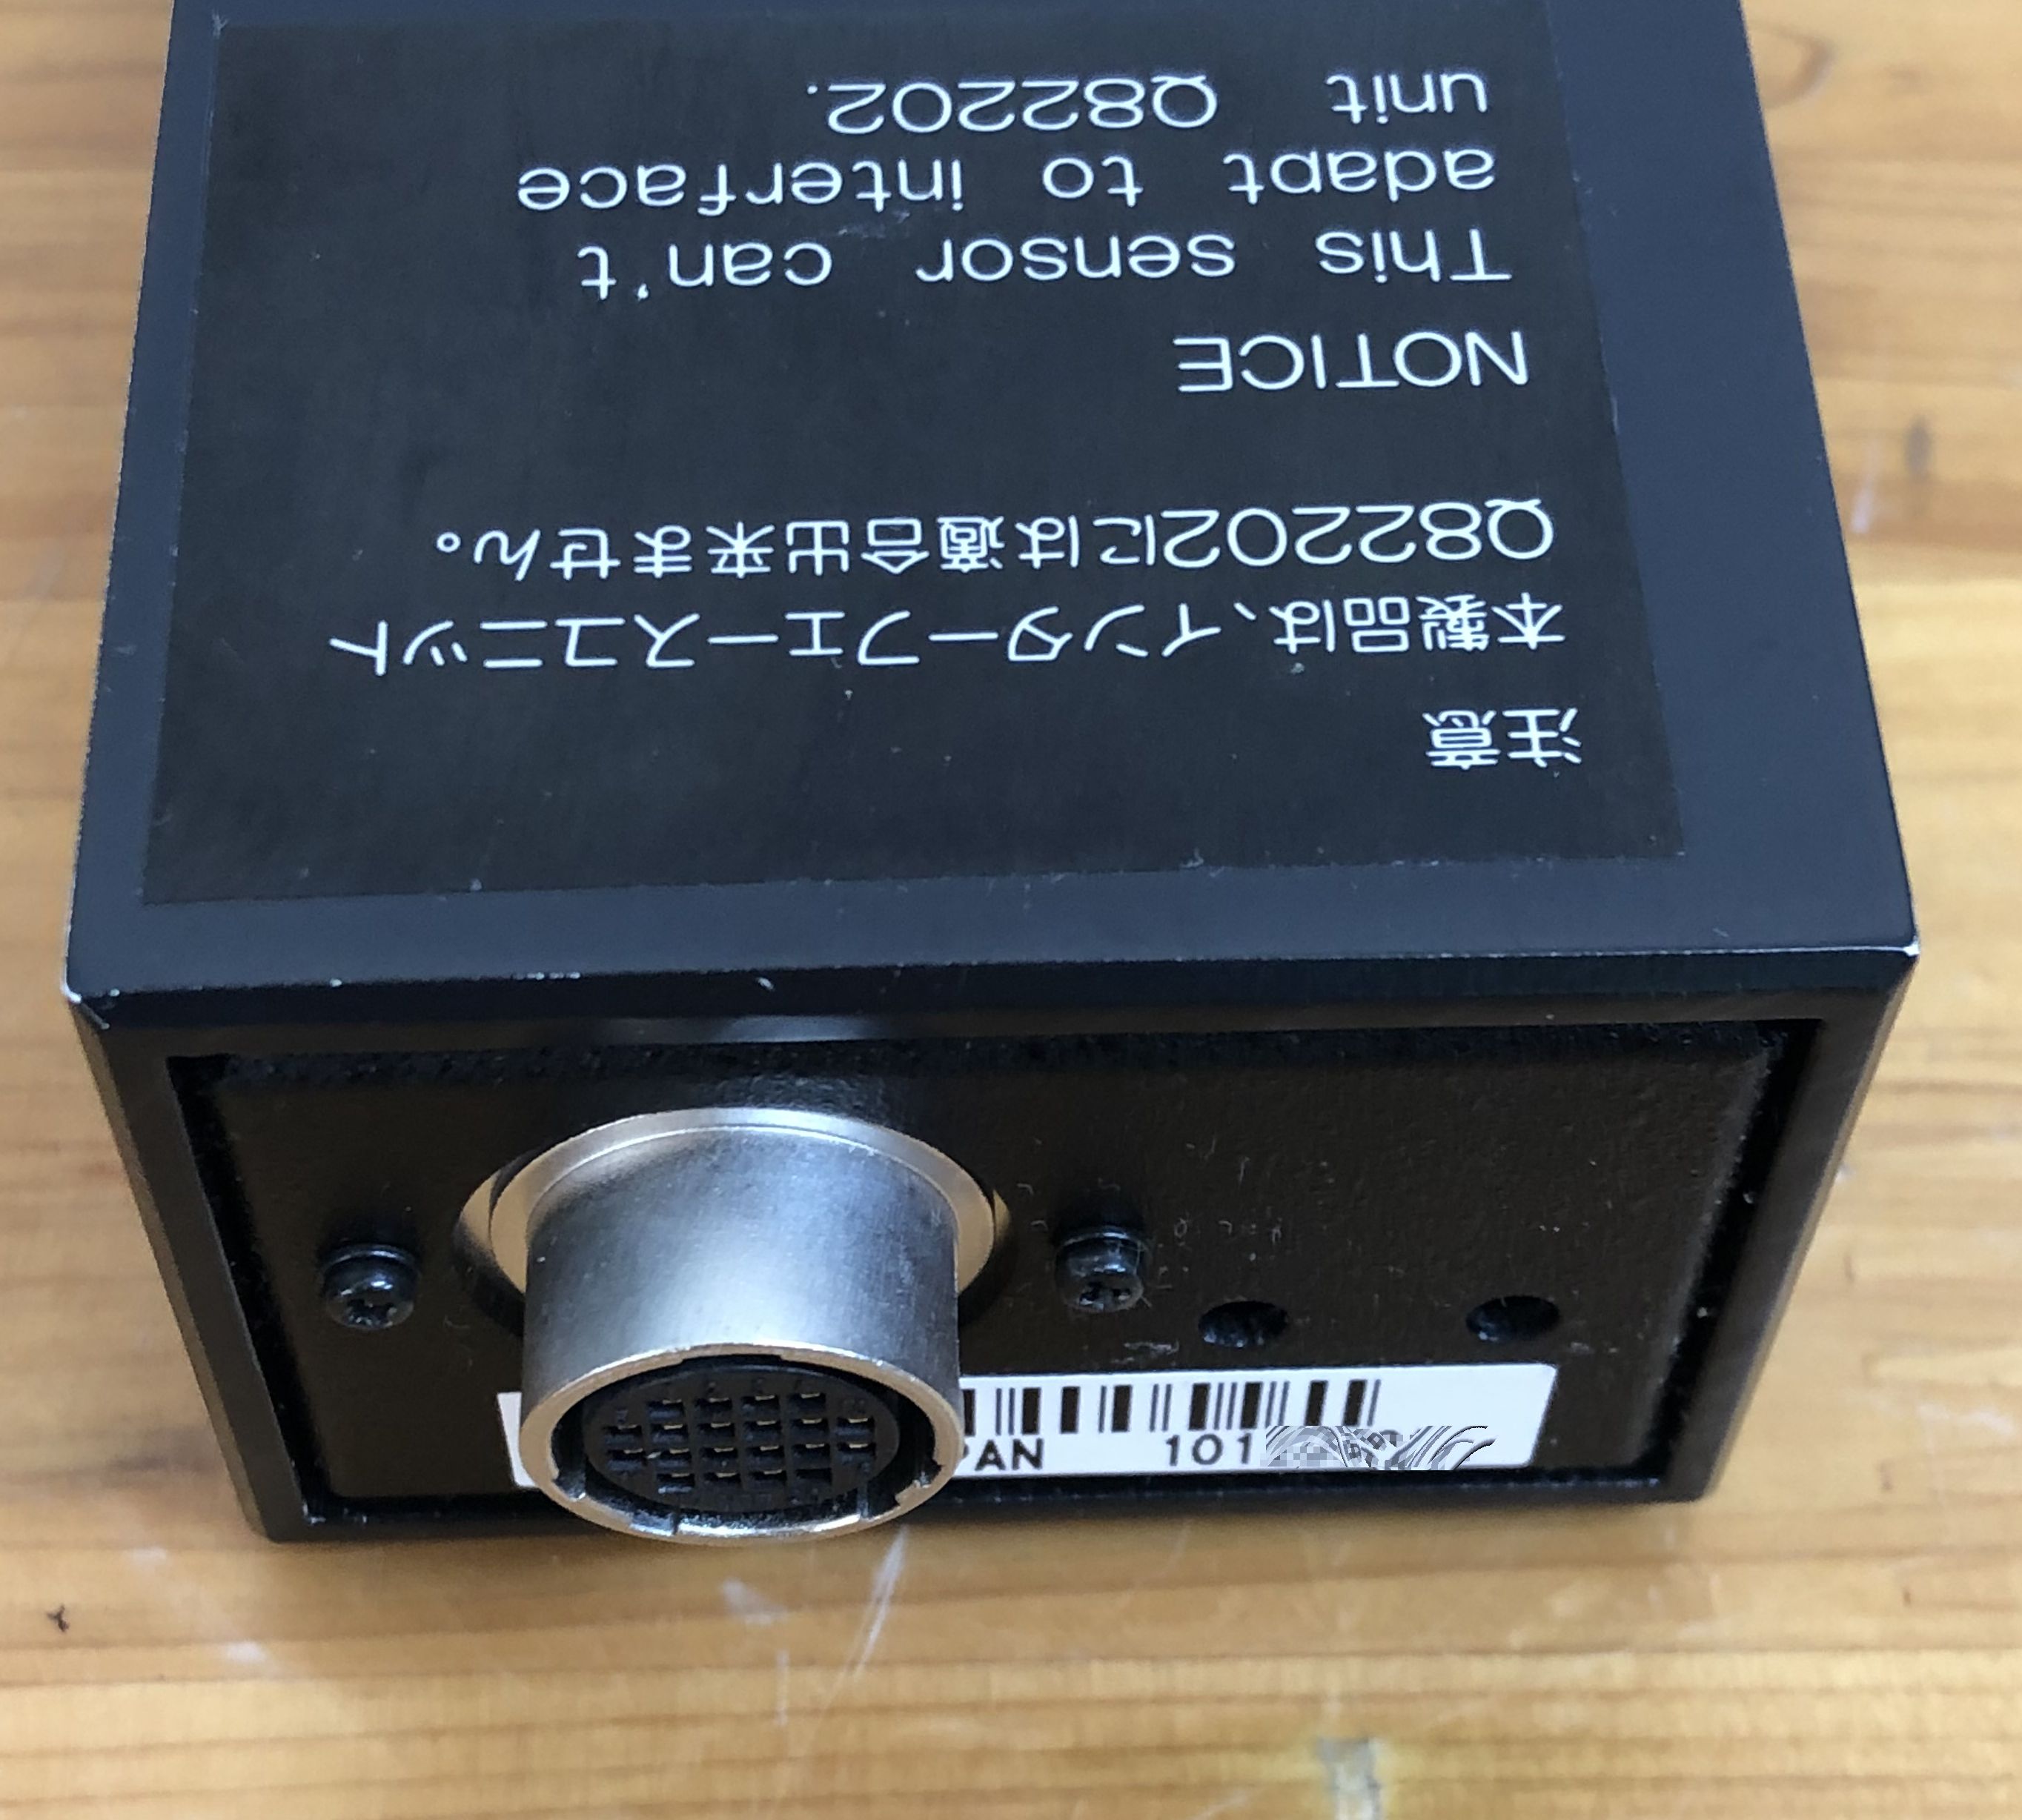 注意
本製品は、インターフェースユニット
Q82202には適合出来ません。
NOTICE
This sensor can't
adapt to interface
unit Q82202.
PAN 101